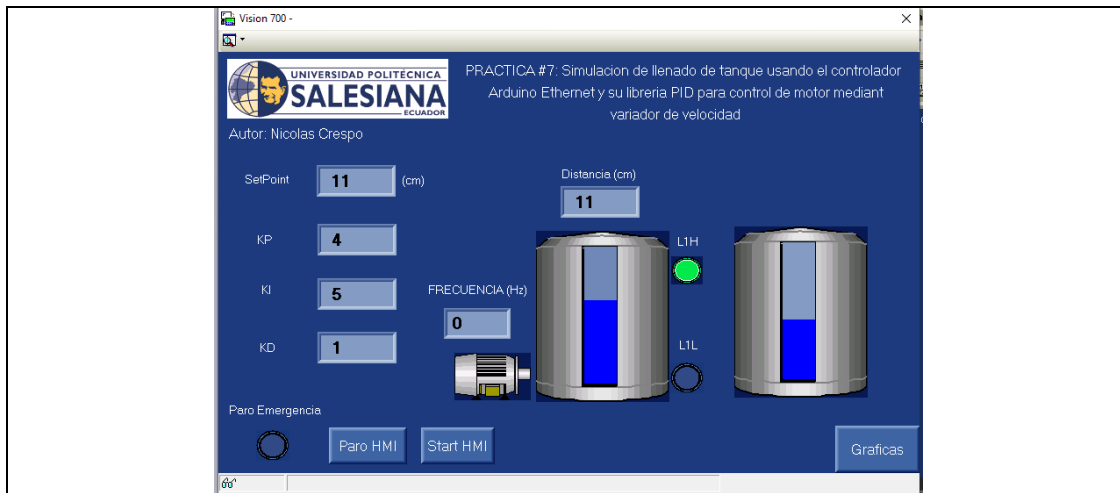 Vision 700 -
UNIVERSIDAD POLITÉCNICA
SALESIANA
ECUADOR
PRACTICA #7: Simulacion de llenado de tanque usando el controlador
Arduino Ethernet y su libreria PID para control de motor mediant
variador de velocidad
Autor: Nicolas Crespo
SetPoint 11 (cm)
Distancia (cm)
11
KP 4
L1H
KI 5
FRECUENCIA (Hz)
0
KD 1
L1L
Paro Emergencia
Paro HMI
Start HMI
Graficas